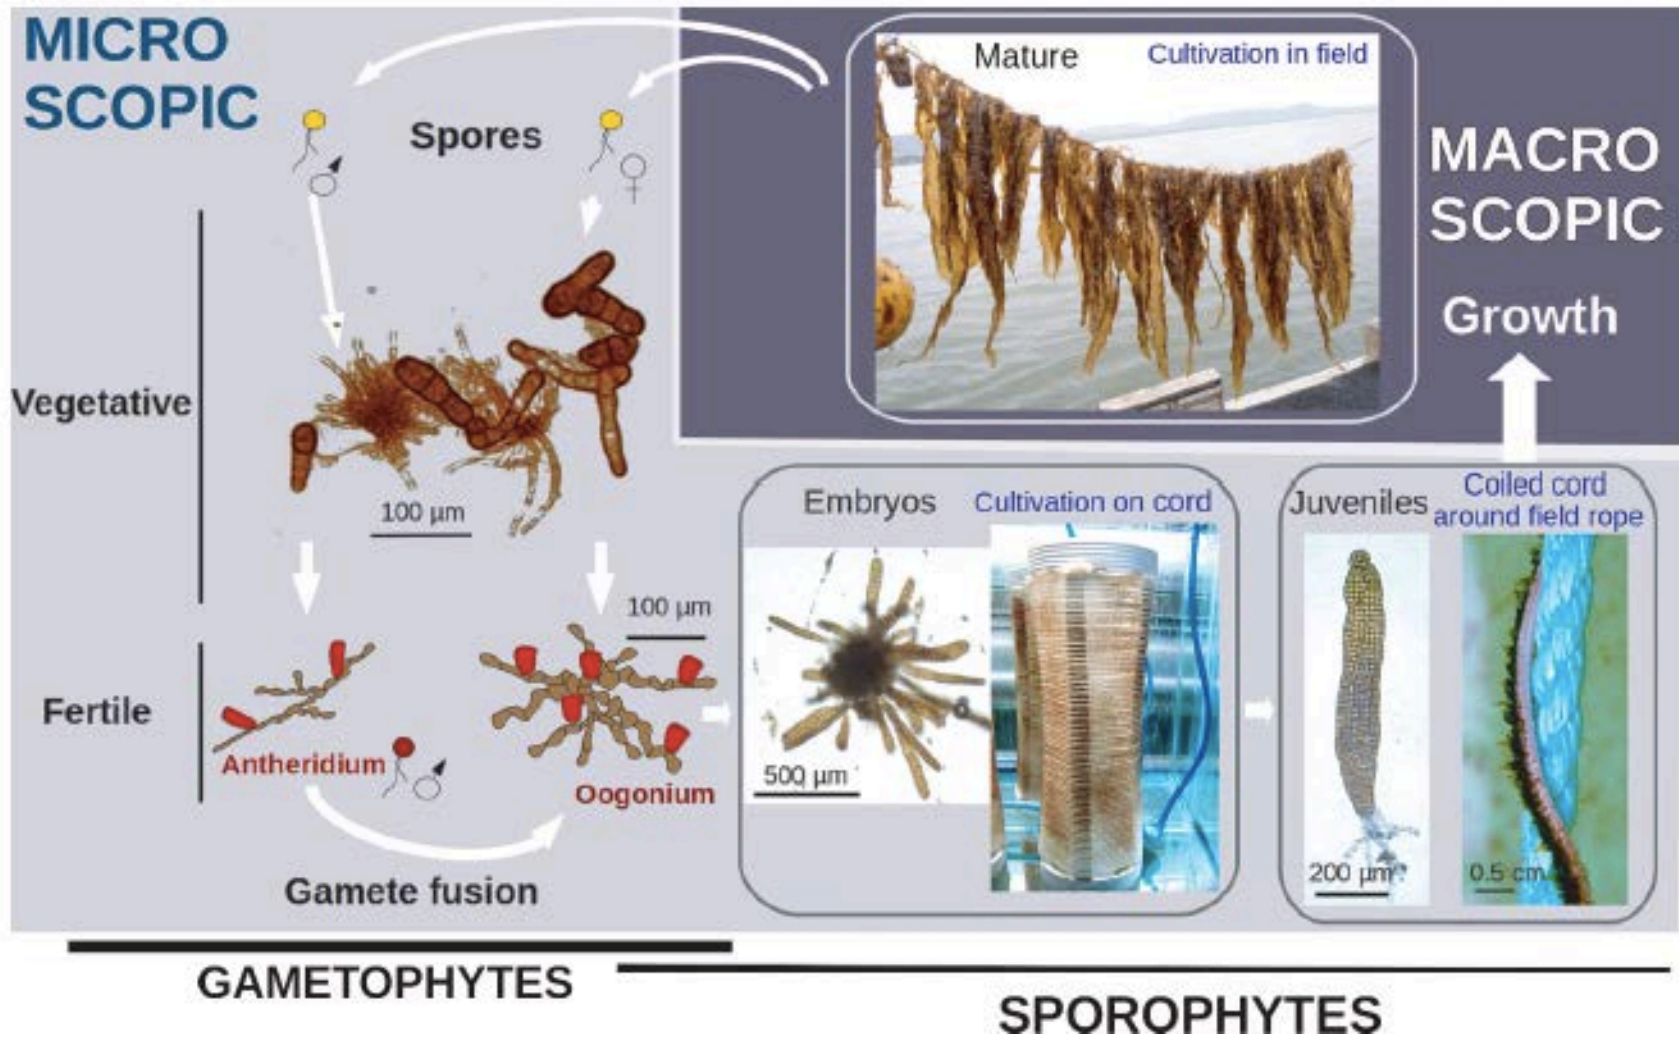 MICRO
SCOPIC
Spores
Vegetative
100 µm
100 µm
Fertile
Antheridium
Oogonium
Gamete fusion
Mature
Cultivation in field
MACRO
SCOPIC
Growth
Embryos
Cultivation on cord
500 µm
Juveniles
Coiled cord
around field rope
200 µm
0.5 cm
GAMETOPHYTES
SPOROPHYTES